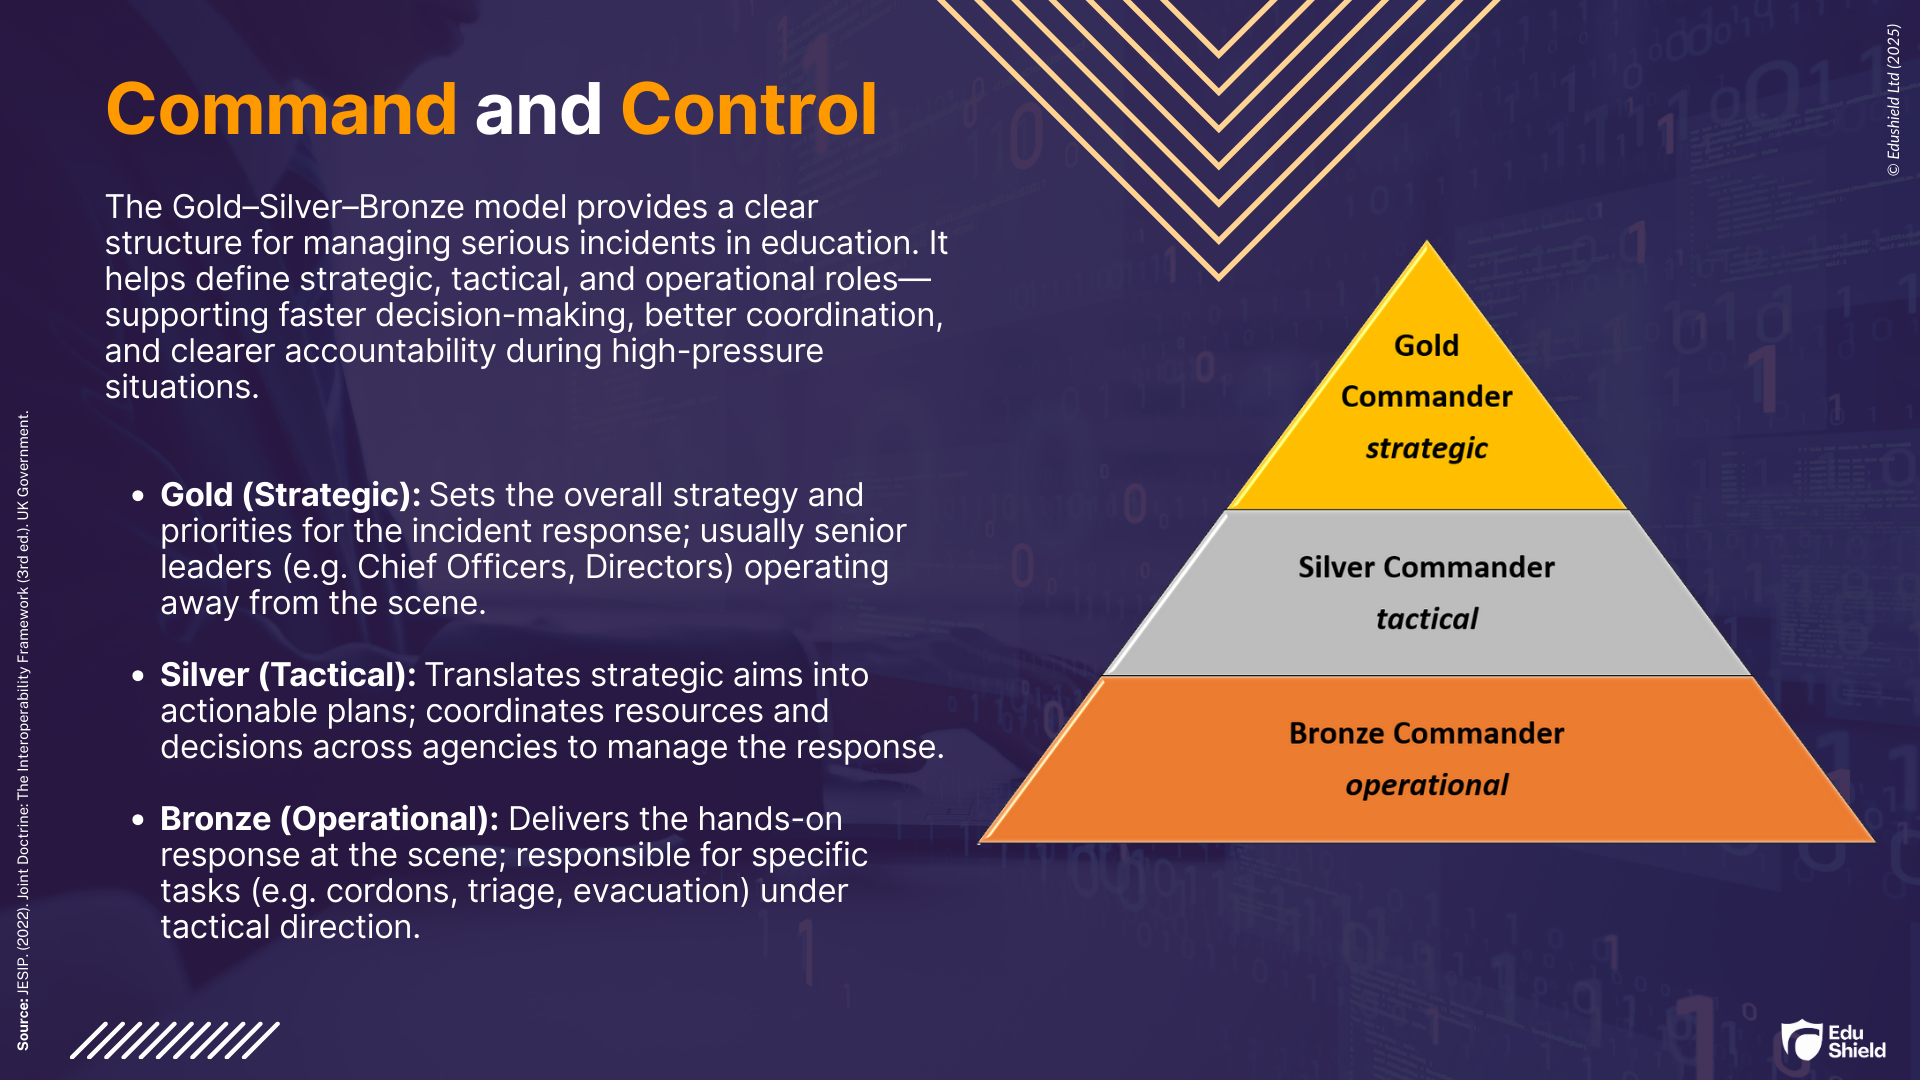 Command and Control
The Gold–Silver–Bronze model provides a clear
structure for managing serious incidents in education. It
helps define strategic, tactical, and operational roles—
supporting faster decision-making, better coordination,
and clearer accountability during high-pressure
situations.
• Gold (Strategic): Sets the overall strategy and
priorities for the incident response; usually senior
leaders (e.g. Chief Officers, Directors) operating
away from the scene.
• Silver (Tactical): Translates strategic aims into
actionable plans; coordinates resources and
decisions across agencies to manage the response.
• Bronze (Operational): Delivers the hands-on
response at the scene; responsible for specific
tasks (e.g. cordons, triage, evacuation) under
tactical direction.
Gold
Commander
strategic
Silver Commander
tactical
Bronze Commander
operational
Source: JESIP. (2022). Joint Doctrine: The Interoperability Framework (3rd ed.). UK Government.
© Edushield Ltd (2025)
Edu
Shield